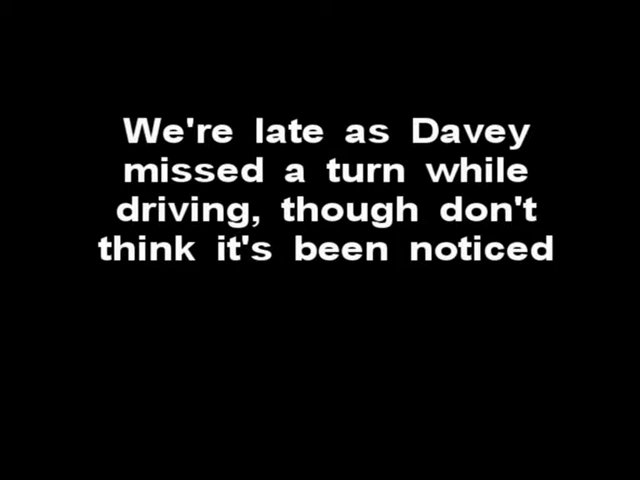 We're late as Davey
missed a turn while
driving, though don't
think it's been noticed